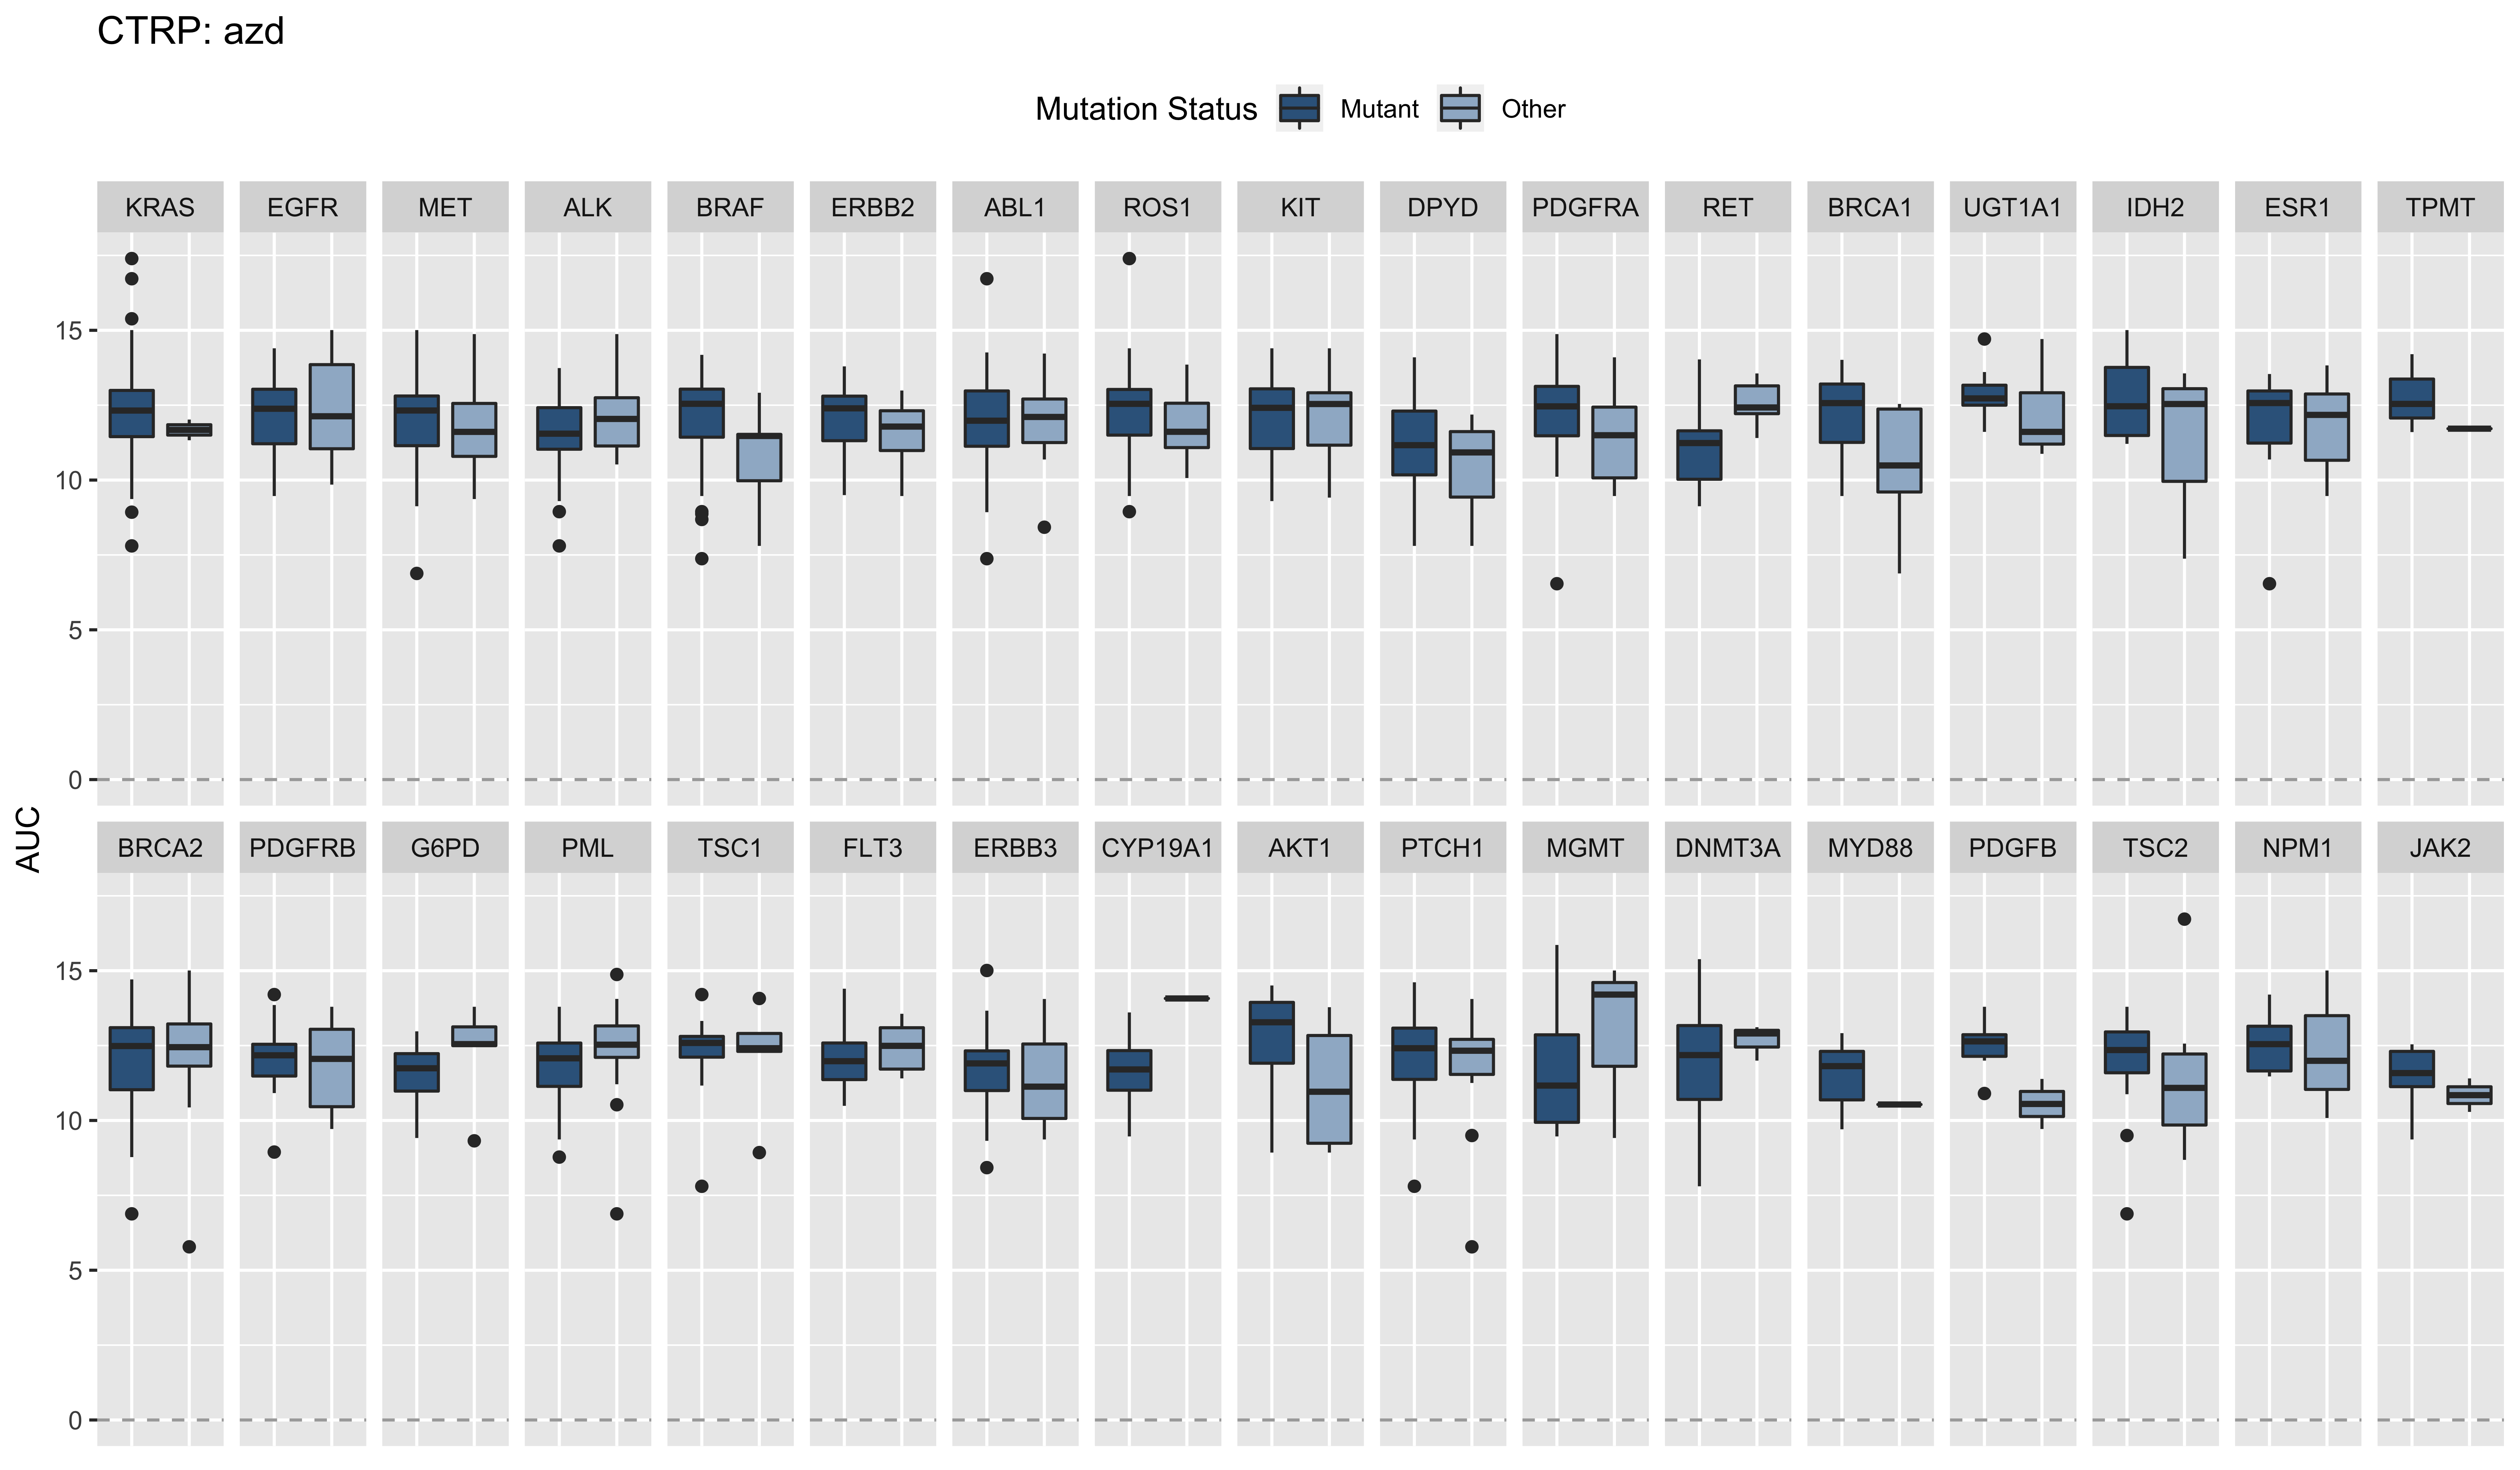 CTRP: azd
Mutation Status Mutant Other
KRAS EGFR MET ALK BRAF ERBB2 ABL1 ROS1 KIT DPYD PDGFRA RET BRCA1 UGT1A1 IDH2 ESR1 TPMT
15
10
5
0
AUC
BRCA2 PDGFRB G6PD PML TSC1 FLT3 ERBB3 CYP19A1 AKT1 PTCH1 MGMT DNMT3A MYD88 PDGFB TSC2 NPM1 JAK2
15
10
5
0